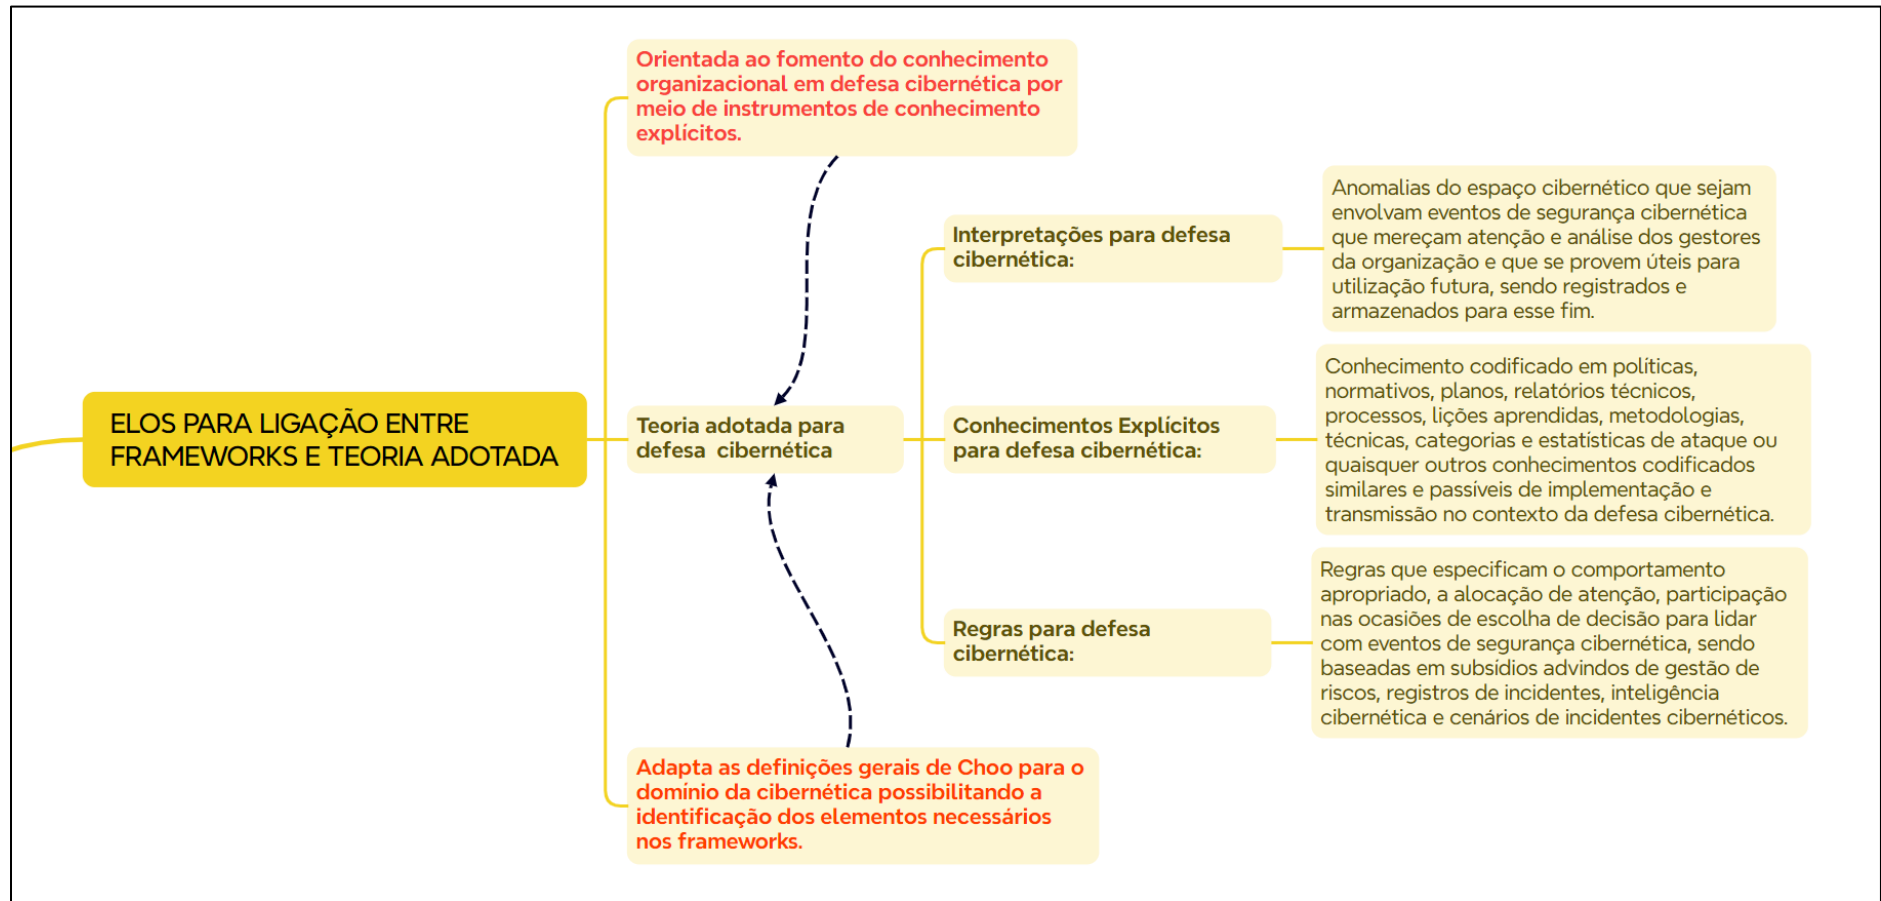 ELOS PARA LIGAÇÃO ENTRE
FRAMEWORKS E TEORIA ADOTADA
Orientada ao fomento do conhecimento
organizacional em defesa cibernética por
meio de instrumentos de conhecimento
explícitos.
Teoria adotada para
defesa cibernética
Interpretações para defesa
cibernética:
Anomalias do espaço cibernético que sejam
envolvam eventos de segurança cibernética
que mereçam atenção e análise dos gestores
da organização e que se provem úteis para
utilização futura, sendo registrados e
armazenados para esse fim.
Conhecimentos Explícitos
para defesa cibernética:
Conhecimento codificado em políticas,
normativos, planos, relatórios técnicos,
processos, lições aprendidas, metodologias,
técnicas, categorias e estatísticas de ataque ou
quaisquer outros conhecimentos codificados
similares e passíveis de implementação e
transmissão no contexto da defesa cibernética.
Regras para defesa
cibernética:
Regras que especificam o comportamento
apropriado, a alocação de atenção, participação
nas ocasiões de escolha de decisão para lidar
com eventos de segurança cibernética, sendo
baseadas em subsídios advindos de gestão de
riscos, registros de incidentes, inteligência
cibernética e cenários de incidentes cibernéticos.
Adapta as definições gerais de Choo para o
domínio da cibernética possibilitando a
identificação dos elementos necessários
nos frameworks.